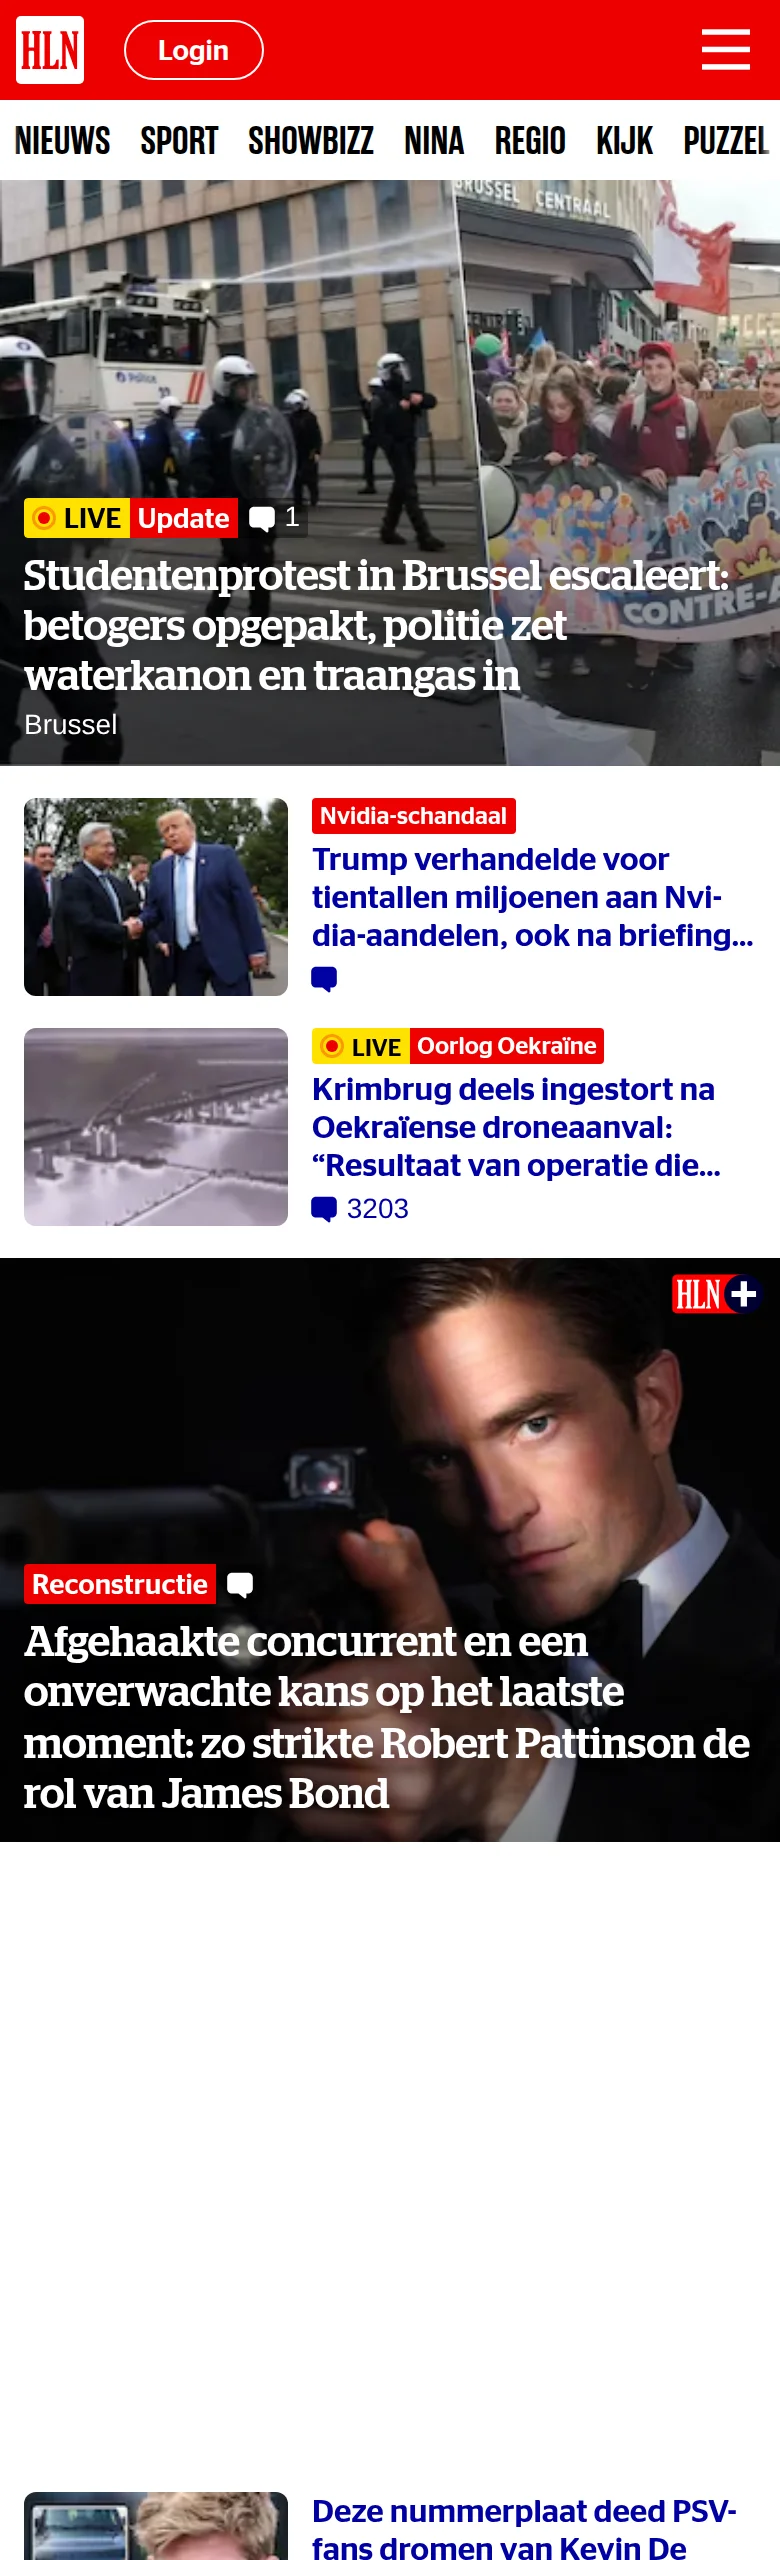 HLN
Login
NIEUWS SPORT SHOWBIZZ NINA REGIO KIJK PUZZEL
BRUSSEL CENTRAAL
Police
CONTRE-A
LIVE Update 1
Studentenprotest in Brussel escaleert:
betogers opgepakt, politie zet
waterkanon en traangas in
Brussel
Nvidia-schandaal
Trump verhandelde voor
tientallen miljoenen aan Nvi-
dia-aandelen, ook na briefing...
LIVE Oorlog Oekraïne
Krimbrug deels ingestort na
Oekraïense droneaanval:
“Resultaat van operatie die...
3203
HLN+
Reconstructie
Afgehaakte concurrent en een
onverwachte kans op het laatste
moment: zo strikte Robert Pattinson de
rol van James Bond
Deze nummerplaat deed PSV-
fans dromen van Kevin De